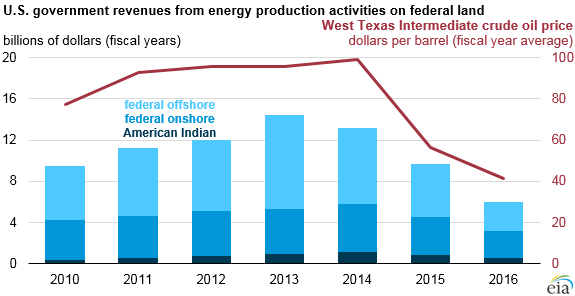 U.S. government revenues from energy production activities on federal land
West Texas Intermediate crude oil price
billions of dollars (fiscal years)
dollars per barrel (fiscal year average)
20
100
16
80
federal offshore
federal onshore
American Indian
12
60
8
40
4
20
0
0
2010 2011 2012 2013 2014 2015 2016
eia